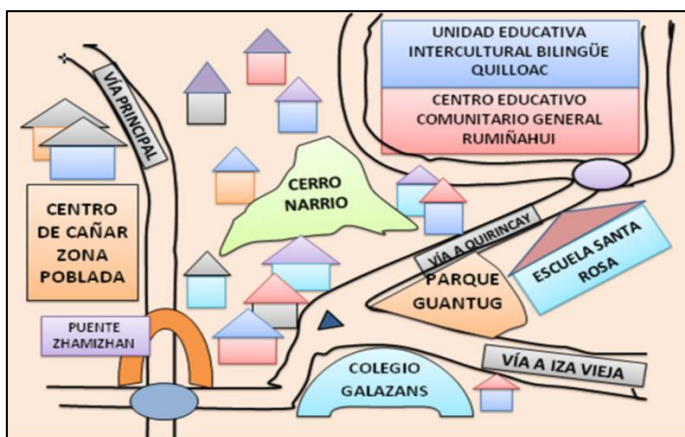 UNIDAD EDUCATIVA
INTERCULTURAL BILINGÜE
QUILLOAC
CENTRO EDUCATIVO
COMUNITARIO GENERAL
RUMIÑAHUI
VÍA PRINCIPAL
CERRO
NARRIO
CENTRO
DE CAÑAR
ZONA
POBLADA
VÍA A QUIRINCAY
ESCUELA SANTA
ROSA
PARQUE
GUANTUG
PUENTE
ZHAMIZHAN
COLEGIO
GALAZANS
VÍA A IZA VIEJA